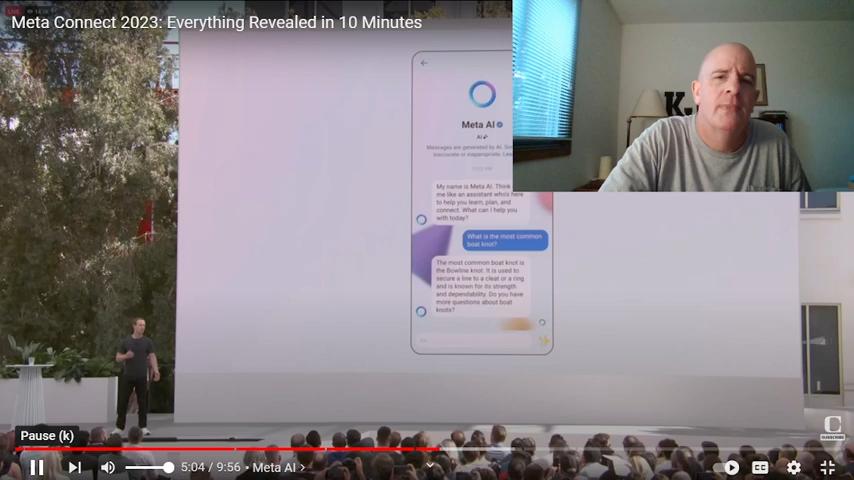 Meta Connect 2023: Everything Revealed in 10 Minutes
Meta AI
AI
Messages are generated by AI.
inaccurate or inappropriate.
My name is Meta AI. Think
me like an assistant who's here
to help you learn, plan, and
connect. What can I help you
with today?
What is the most common
boat knot?
The most common boat knot is
the Bowline knot. It is used to
secure a line to a cleat or a ring
and is known for its strength
and dependability. Do you have
more questions about boat
knots?
K
Pause (k)
5:04 / 9:56 • Meta AI >
CC
SUBSCRIBE